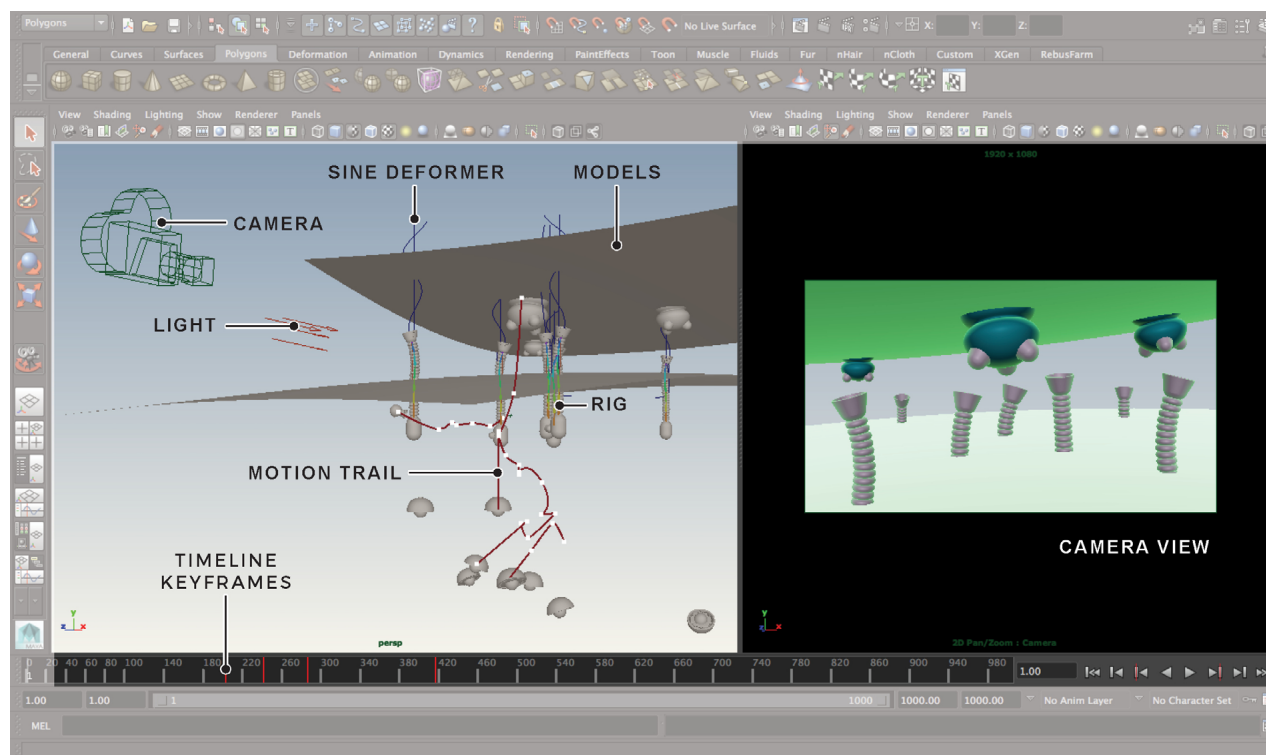 Polygons
No Live Surface
X:
Y:
Z:
General Curves Surfaces Polygons Deformation Animation Dynamics Rendering PaintEffects Toon Muscle Fluids Fur nHair nCloth Custom XGen RebusFarm
View Shading Lighting Show Renderer Panels
View Shading Lighting Show Renderer Panels
1920 x 1080
SINE DEFORMER
MODELS
CAMERA
LIGHT
RIG
MOTION TRAIL
CAMERA VIEW
TIMELINE
KEYFRAMES
y
z x
persp
y
z x
2D Pan/Zoom : Camera
0 20 40 60 80 100 140 180 220 260 300 340 380 420 460 500 540 580 620 660 700 740 780 820 860 900 940 980
1
1.00
1.00 1.00 1 1000 1000.00 1000.00 No Anim Layer No Character Set
MEL